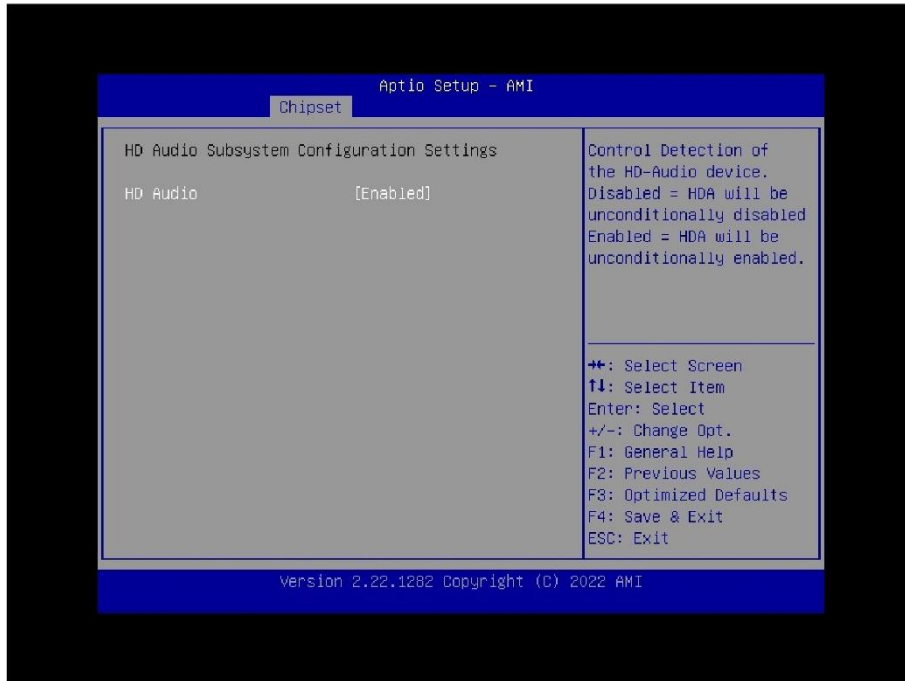 Aptio Setup – AMI
Chipset
HD Audio Subsystem Configuration Settings
HD Audio [Enabled]
Control Detection of
the HD-Audio device.
Disabled = HDA will be
unconditionally disabled
Enabled = HDA will be
unconditionally enabled.
→←: Select Screen
↑↓: Select Item
Enter: Select
+/-: Change Opt.
F1: General Help
F2: Previous Values
F3: Optimized Defaults
F4: Save & Exit
ESC: Exit
Version 2.22.1282 Copyright (C) 2022 AMI